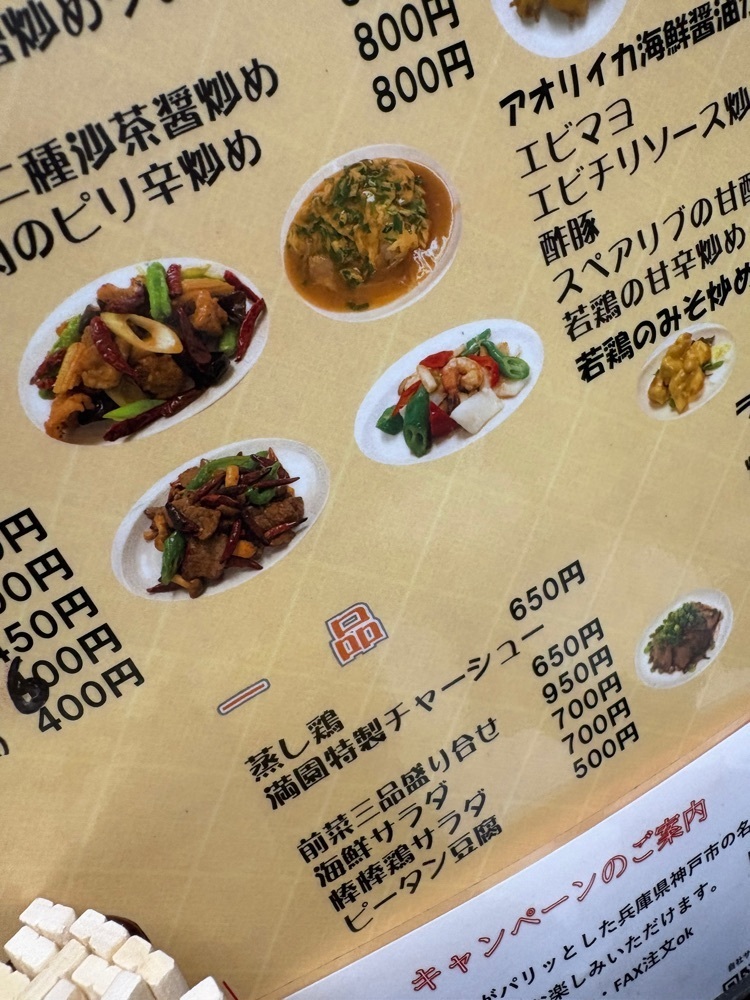 800円
800円
二種沙茶醤炒め
のピリ辛炒め
アオリイカ海鮮醤油
エビマヨ
エビチリソース炒
酢豚
スペアリブの甘酢
若鶏の甘辛炒め
若鶏のみそ炒め
円
00円
450円
600円
400円
一品
蒸し鶏 650円
満園特製チャーシュー 650円
前菜三品盛り合せ 950円
海鮮サラダ 700円
棒棒鶏サラダ 700円
ピータン豆腐 500円
キャンペーンのご案内
がパリッとした兵庫県神戸市の名
楽しみいただけます。
・FAX注文ok